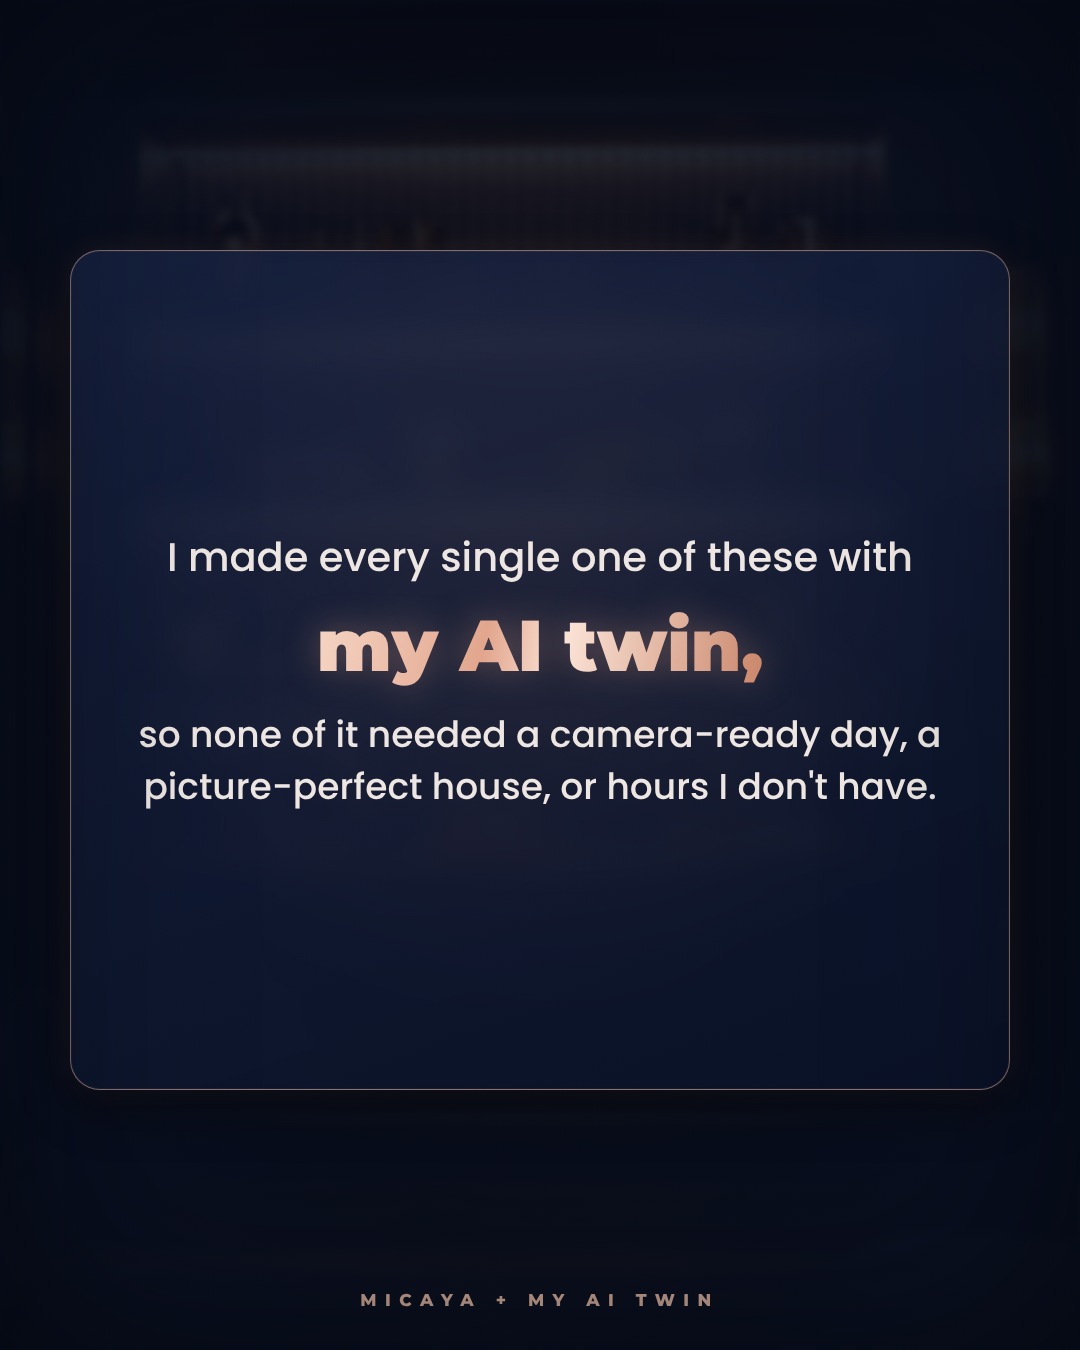 I made every single one of these with
my AI twin,
so none of it needed a camera-ready day, a
picture-perfect house, or hours I don't have.
MICAYA + MY AI TWIN